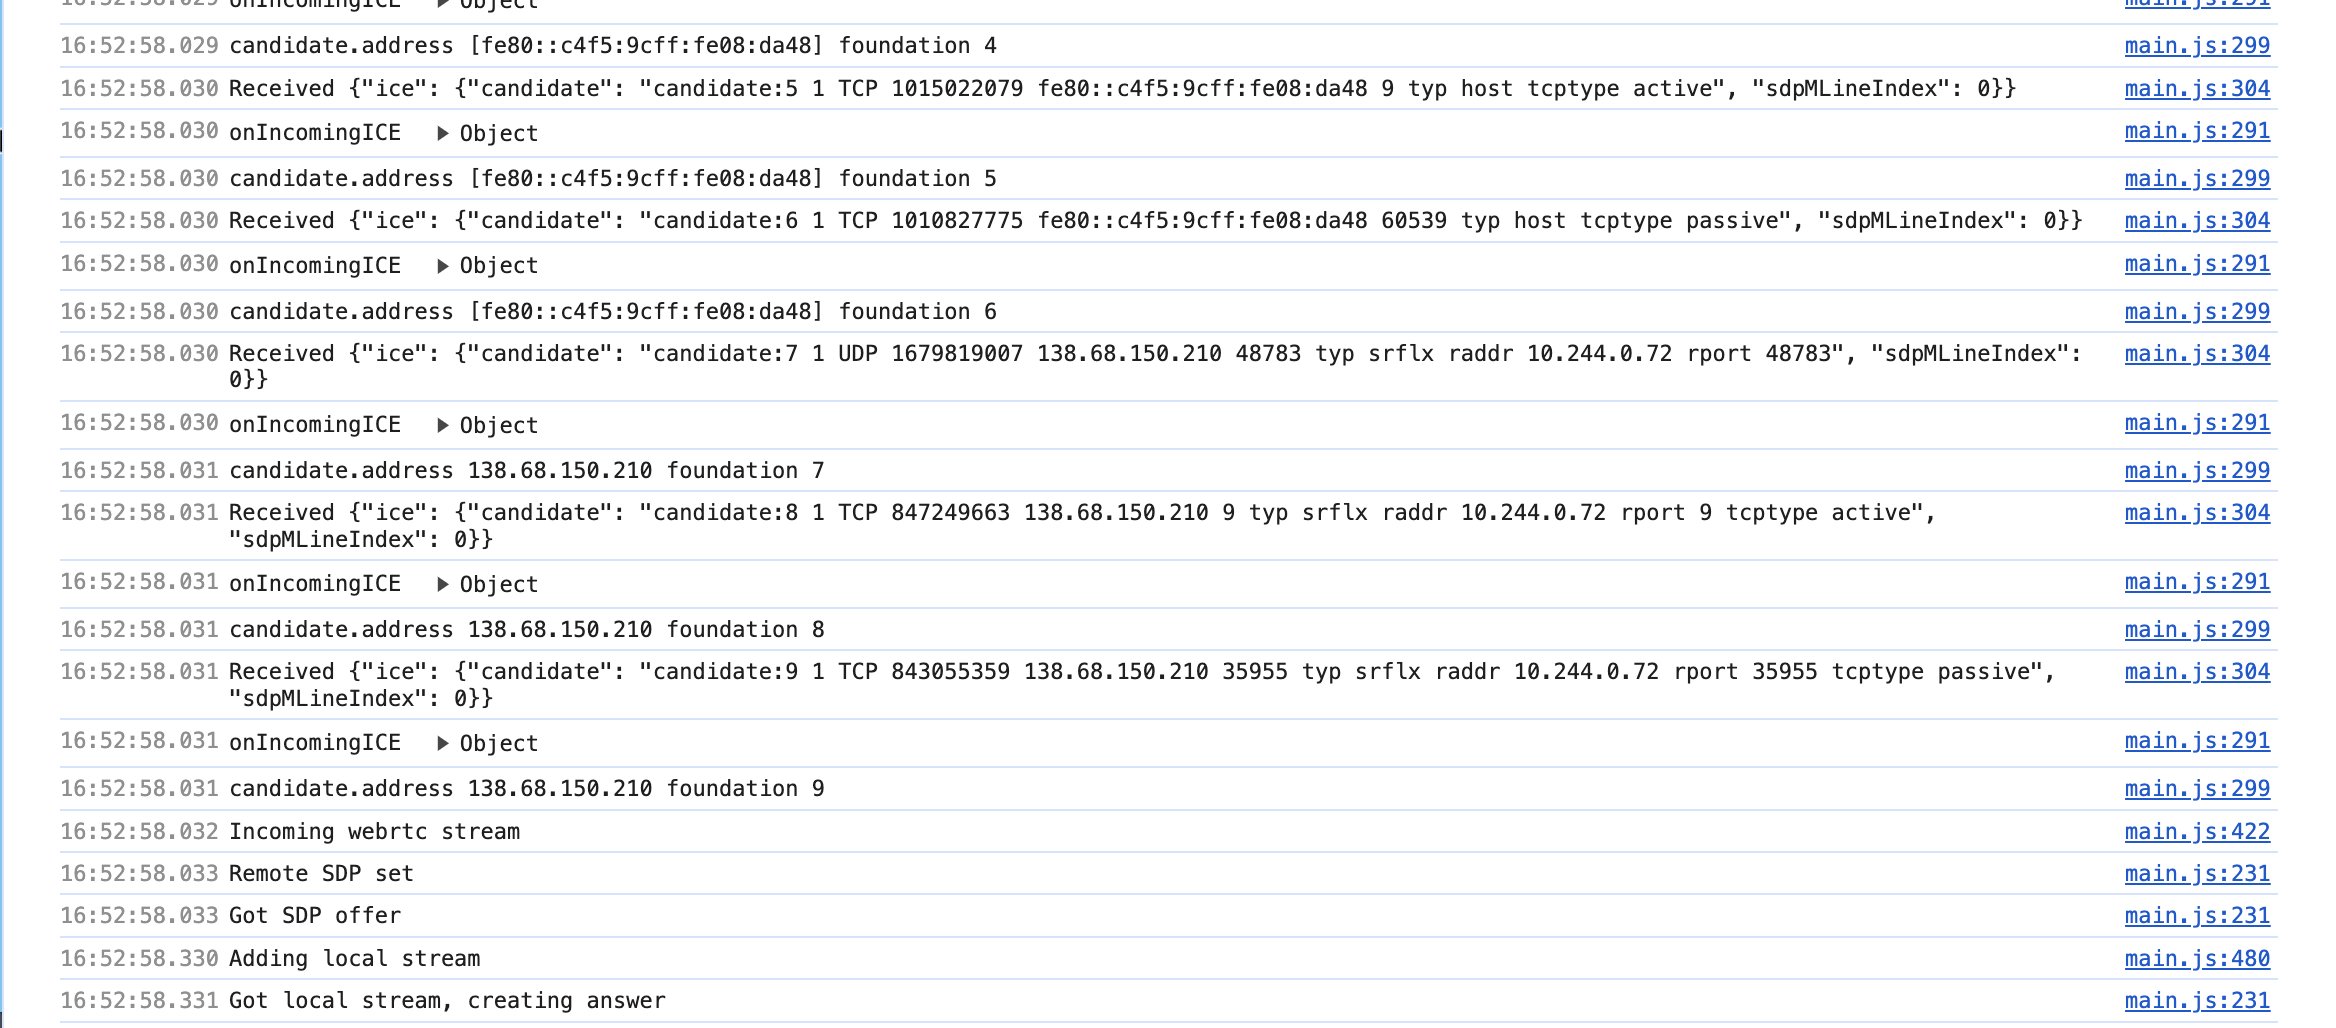 16:52:58.029 onIncomingICE ▶ Object main.js:291
16:52:58.029 candidate.address [fe80::c4f5:9cff:fe08:da48] foundation 4 main.js:299
16:52:58.030 Received {"ice": {"candidate": "candidate:5 1 TCP 1015022079 fe80::c4f5:9cff:fe08:da48 9 typ host tcptype active", "sdpMLineIndex": 0}} main.js:304
16:52:58.030 onIncomingICE ▶ Object main.js:291
16:52:58.030 candidate.address [fe80::c4f5:9cff:fe08:da48] foundation 5 main.js:299
16:52:58.030 Received {"ice": {"candidate": "candidate:6 1 TCP 1010827775 fe80::c4f5:9cff:fe08:da48 60539 typ host tcptype passive", "sdpMLineIndex": 0}} main.js:304
16:52:58.030 onIncomingICE ▶ Object main.js:291
16:52:58.030 candidate.address [fe80::c4f5:9cff:fe08:da48] foundation 6 main.js:299
16:52:58.030 Received {"ice": {"candidate": "candidate:7 1 UDP 1679819007 138.68.150.210 48783 typ srflx raddr 10.244.0.72 rport 48783", "sdpMLineIndex": main.js:304
0}}
16:52:58.030 onIncomingICE ▶ Object main.js:291
16:52:58.031 candidate.address 138.68.150.210 foundation 7 main.js:299
16:52:58.031 Received {"ice": {"candidate": "candidate:8 1 TCP 847249663 138.68.150.210 9 typ srflx raddr 10.244.0.72 rport 9 tcptype active", main.js:304
"sdpMLineIndex": 0}}
16:52:58.031 onIncomingICE ▶ Object main.js:291
16:52:58.031 candidate.address 138.68.150.210 foundation 8 main.js:299
16:52:58.031 Received {"ice": {"candidate": "candidate:9 1 TCP 843055359 138.68.150.210 35955 typ srflx raddr 10.244.0.72 rport 35955 tcptype passive", main.js:304
"sdpMLineIndex": 0}}
16:52:58.031 onIncomingICE ▶ Object main.js:291
16:52:58.031 candidate.address 138.68.150.210 foundation 9 main.js:299
16:52:58.032 Incoming webrtc stream main.js:422
16:52:58.033 Remote SDP set main.js:231
16:52:58.033 Got SDP offer main.js:231
16:52:58.330 Adding local stream main.js:480
16:52:58.331 Got local stream, creating answer main.js:231